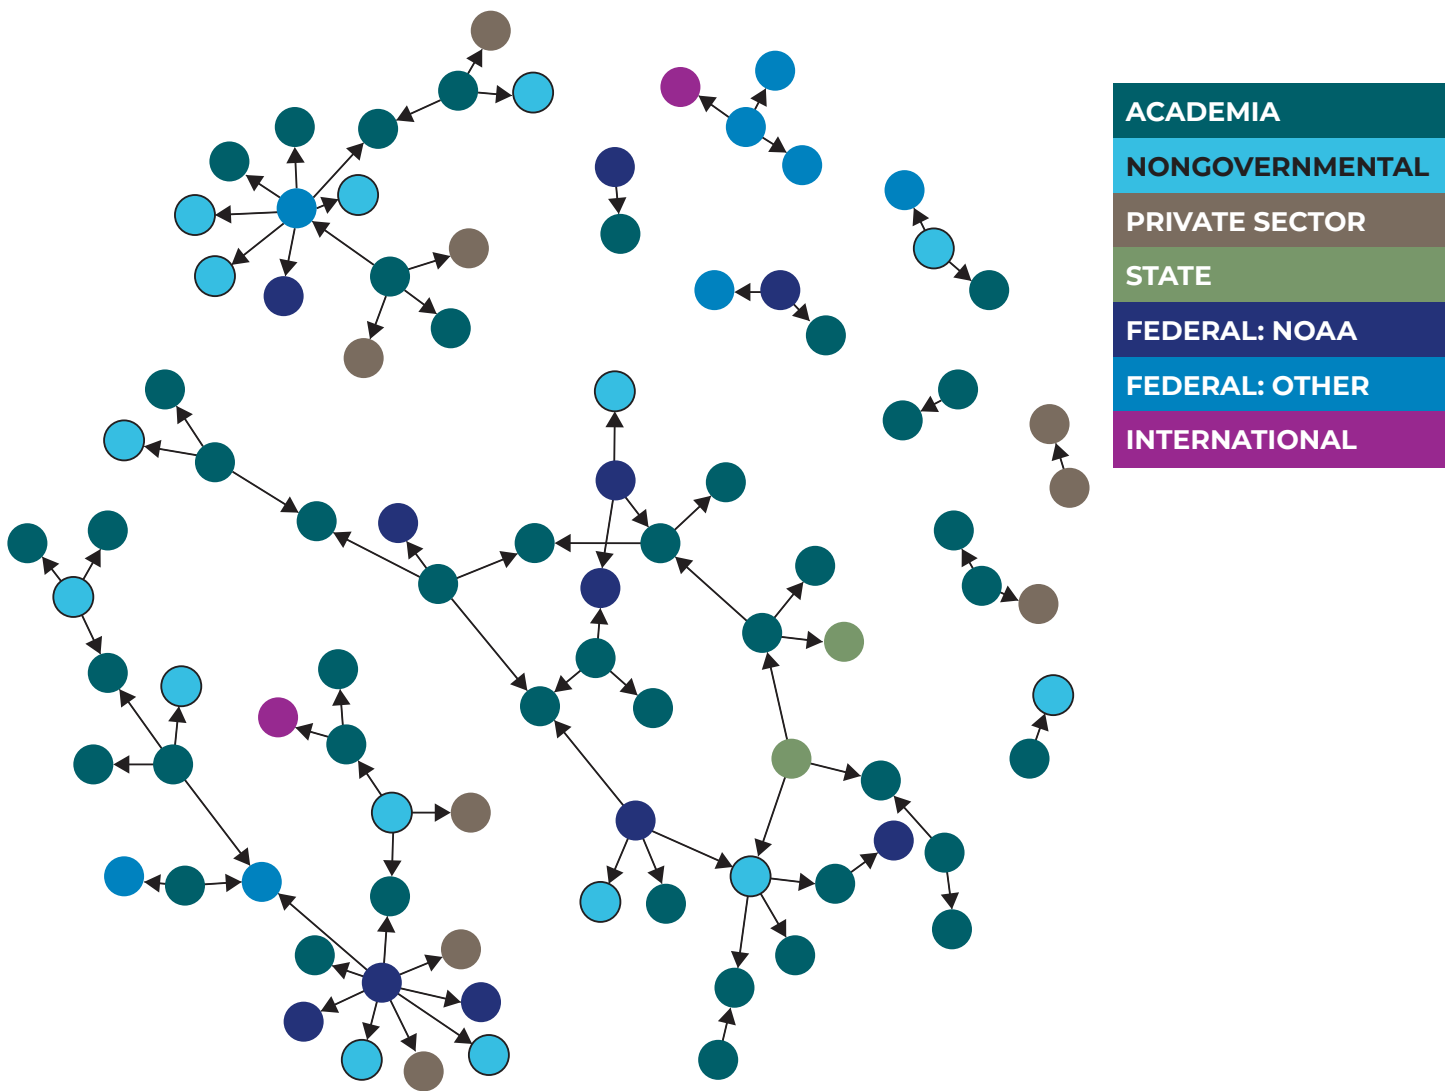 ACADEMIA
NONGOVERNMENTAL
PRIVATE SECTOR
STATE
FEDERAL: NOAA
FEDERAL: OTHER
INTERNATIONAL